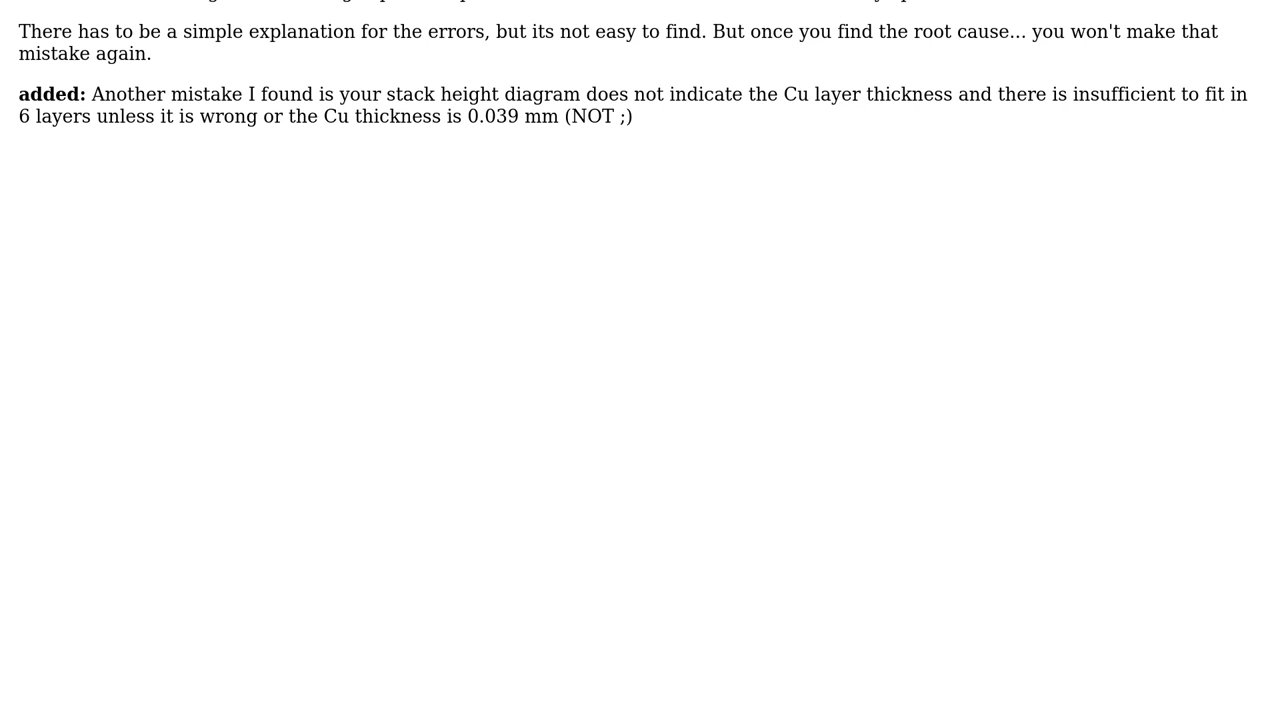 There has to be a simple explanation for the errors, but its not easy to find. But once you find the root cause... you won't make that
mistake again.
added: Another mistake I found is your stack height diagram does not indicate the Cu layer thickness and there is insufficient to fit in
6 layers unless it is wrong or the Cu thickness is 0.039 mm (NOT ;)